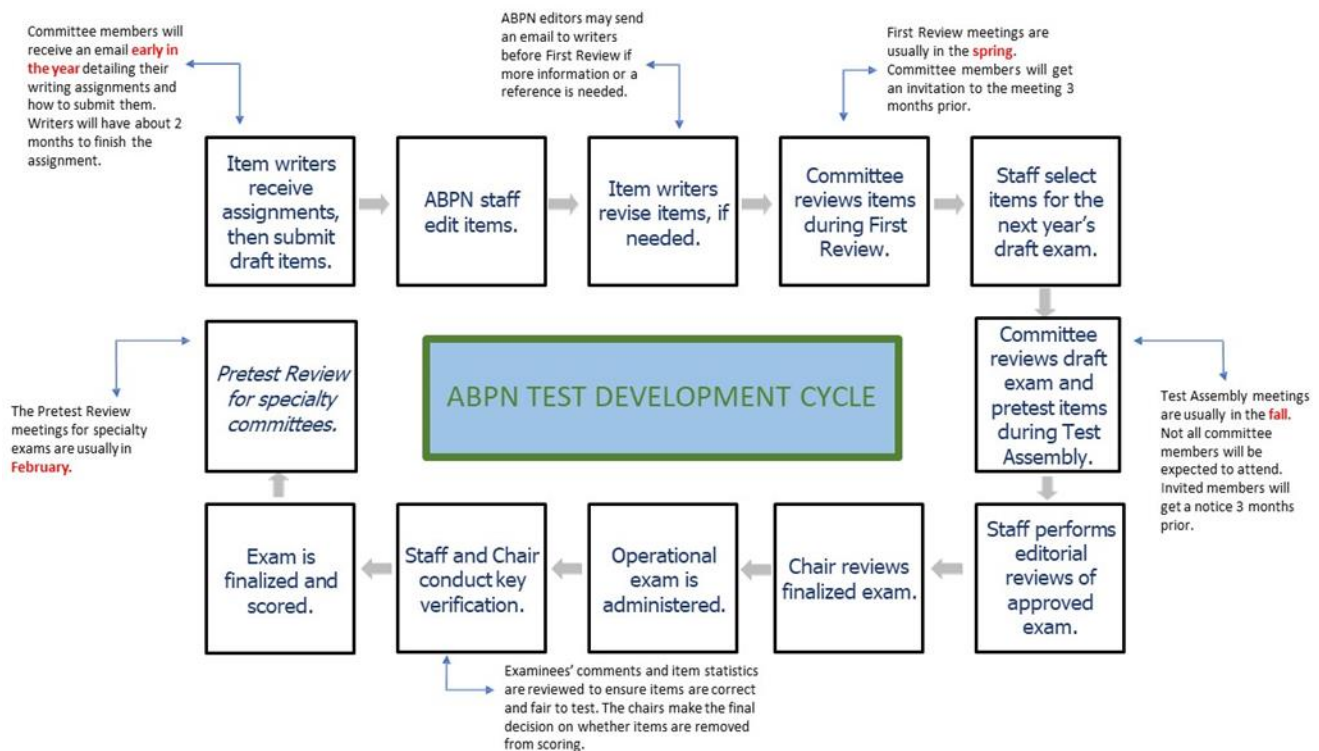 Committee members will
receive an email early in
the year detailing their
writing assignments and
how to submit them.
Writers will have about 2
months to finish the
assignment.
ABPN editors may send
an email to writers
before First Review if
more information or a
reference is needed.
First Review meetings are
usually in the spring.
Committee members will get
an invitation to the meeting 3
months prior.
Item writers
receive
assignments,
then submit
draft items.
ABPN staff
edit items.
Item writers
revise items, if
needed.
Committee
reviews items
during First
Review.
Staff select
items for the
next year's
draft exam.
Pretest Review
for specialty
committees.
ABPN TEST DEVELOPMENT CYCLE
Committee
reviews draft
exam and
pretest items
during Test
Assembly.
The Pretest Review
meetings for specialty
exams are usually in
February.
Test Assembly meetings
are usually in the fall.
Not all committee
members will be
expected to attend.
Invited members will
get a notice 3 months
prior.
Exam is
finalized and
scored.
Staff and Chair
conduct key
verification.
Operational
exam is
administered.
Chair reviews
finalized exam.
Staff performs
editorial
reviews of
approved
exam.
Examinees' comments and item statistics
are reviewed to ensure items are correct
and fair to test. The chairs make the final
decision on whether items are removed
from scoring.